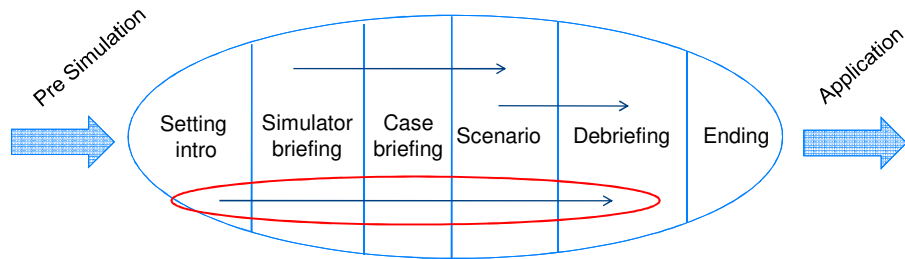 Pre Simulation
Setting
intro
Simulator
briefing
Case
briefing
Scenario
Debriefing
Ending
Application